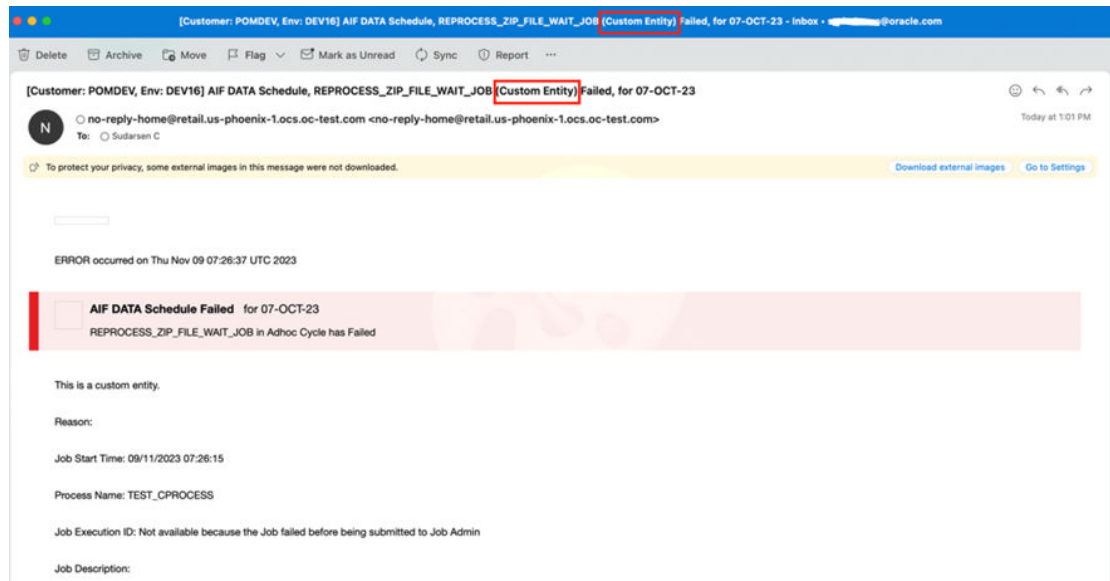 [Customer: POMDEV, Env: DEV16] AIF DATA Schedule, REPROCESS_ZIP_FILE_WAIT_JOB (Custom Entity) Failed, for 07-OCT-23 - Inbox • @oracle.com
Delete Archive Move Flag Mark as Unread Sync Report ...
[Customer: POMDEV, Env: DEV16] AIF DATA Schedule, REPROCESS_ZIP_FILE_WAIT_JOB (Custom Entity) Failed, for 07-OCT-23
N no-reply-home@retail.us-phoenix-1.ocs.oc-test.com <no-reply-home@retail.us-phoenix-1.ocs.oc-test.com> Today at 1:01 PM
To: Sudarsen C
To protect your privacy, some external images in this message were not downloaded. Download external images Go to Settings
ERROR occurred on Thu Nov 09 07:26:37 UTC 2023
AIF DATA Schedule Failed for 07-OCT-23
REPROCESS_ZIP_FILE_WAIT_JOB in Adhoc Cycle has Failed
This is a custom entity.
Reason:
Job Start Time: 09/11/2023 07:26:15
Process Name: TEST_CPROCESS
Job Execution ID: Not available because the Job failed before being submitted to Job Admin
Job Description: